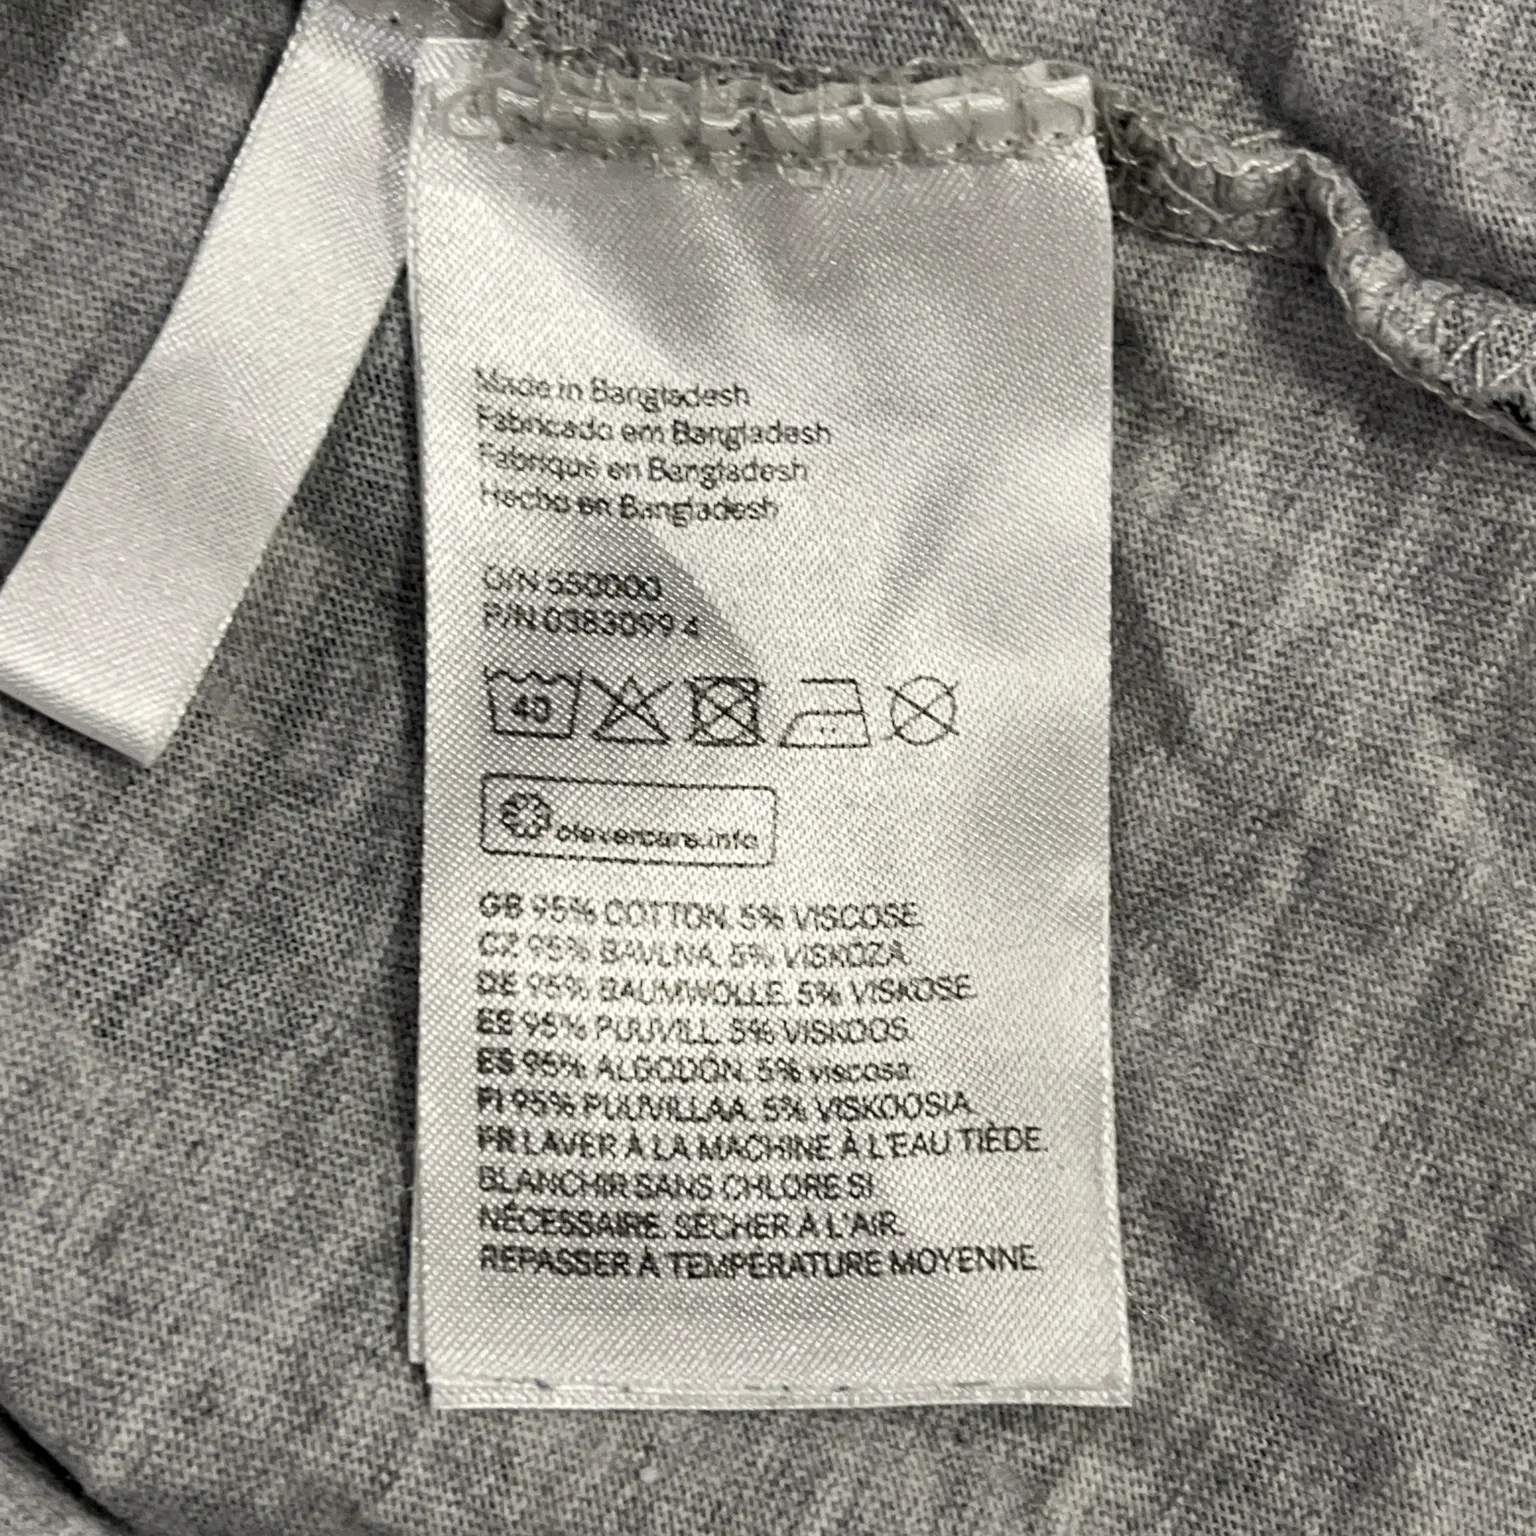 Made in Bangladesh
Fabricado em Bangladesh
Fabriqué en Bangladesh
Hecho en Bangladesh
O/N 550000
P/N 0383099 4
40
clevercare.info
GB 95% COTTON. 5% VISCOSE.
CZ 95% BAVLNA. 5% VISKOZA.
DE 95% BAUMWOLLE. 5% VISKOSE.
ES 95% PUUVILL. 5% VISKOOS.
ES 95% ALGODÓN. 5% viscosa.
FI 95% PUUVILLAA. 5% VISKOOSIA.
FR LAVER À LA MACHINE À L'EAU TIÈDE.
BLANCHIR SANS CHLORE SI
NÉCESSAIRE. SÉCHER À L'AIR.
REPASSER À TEMPÉRATURE MOYENNE.